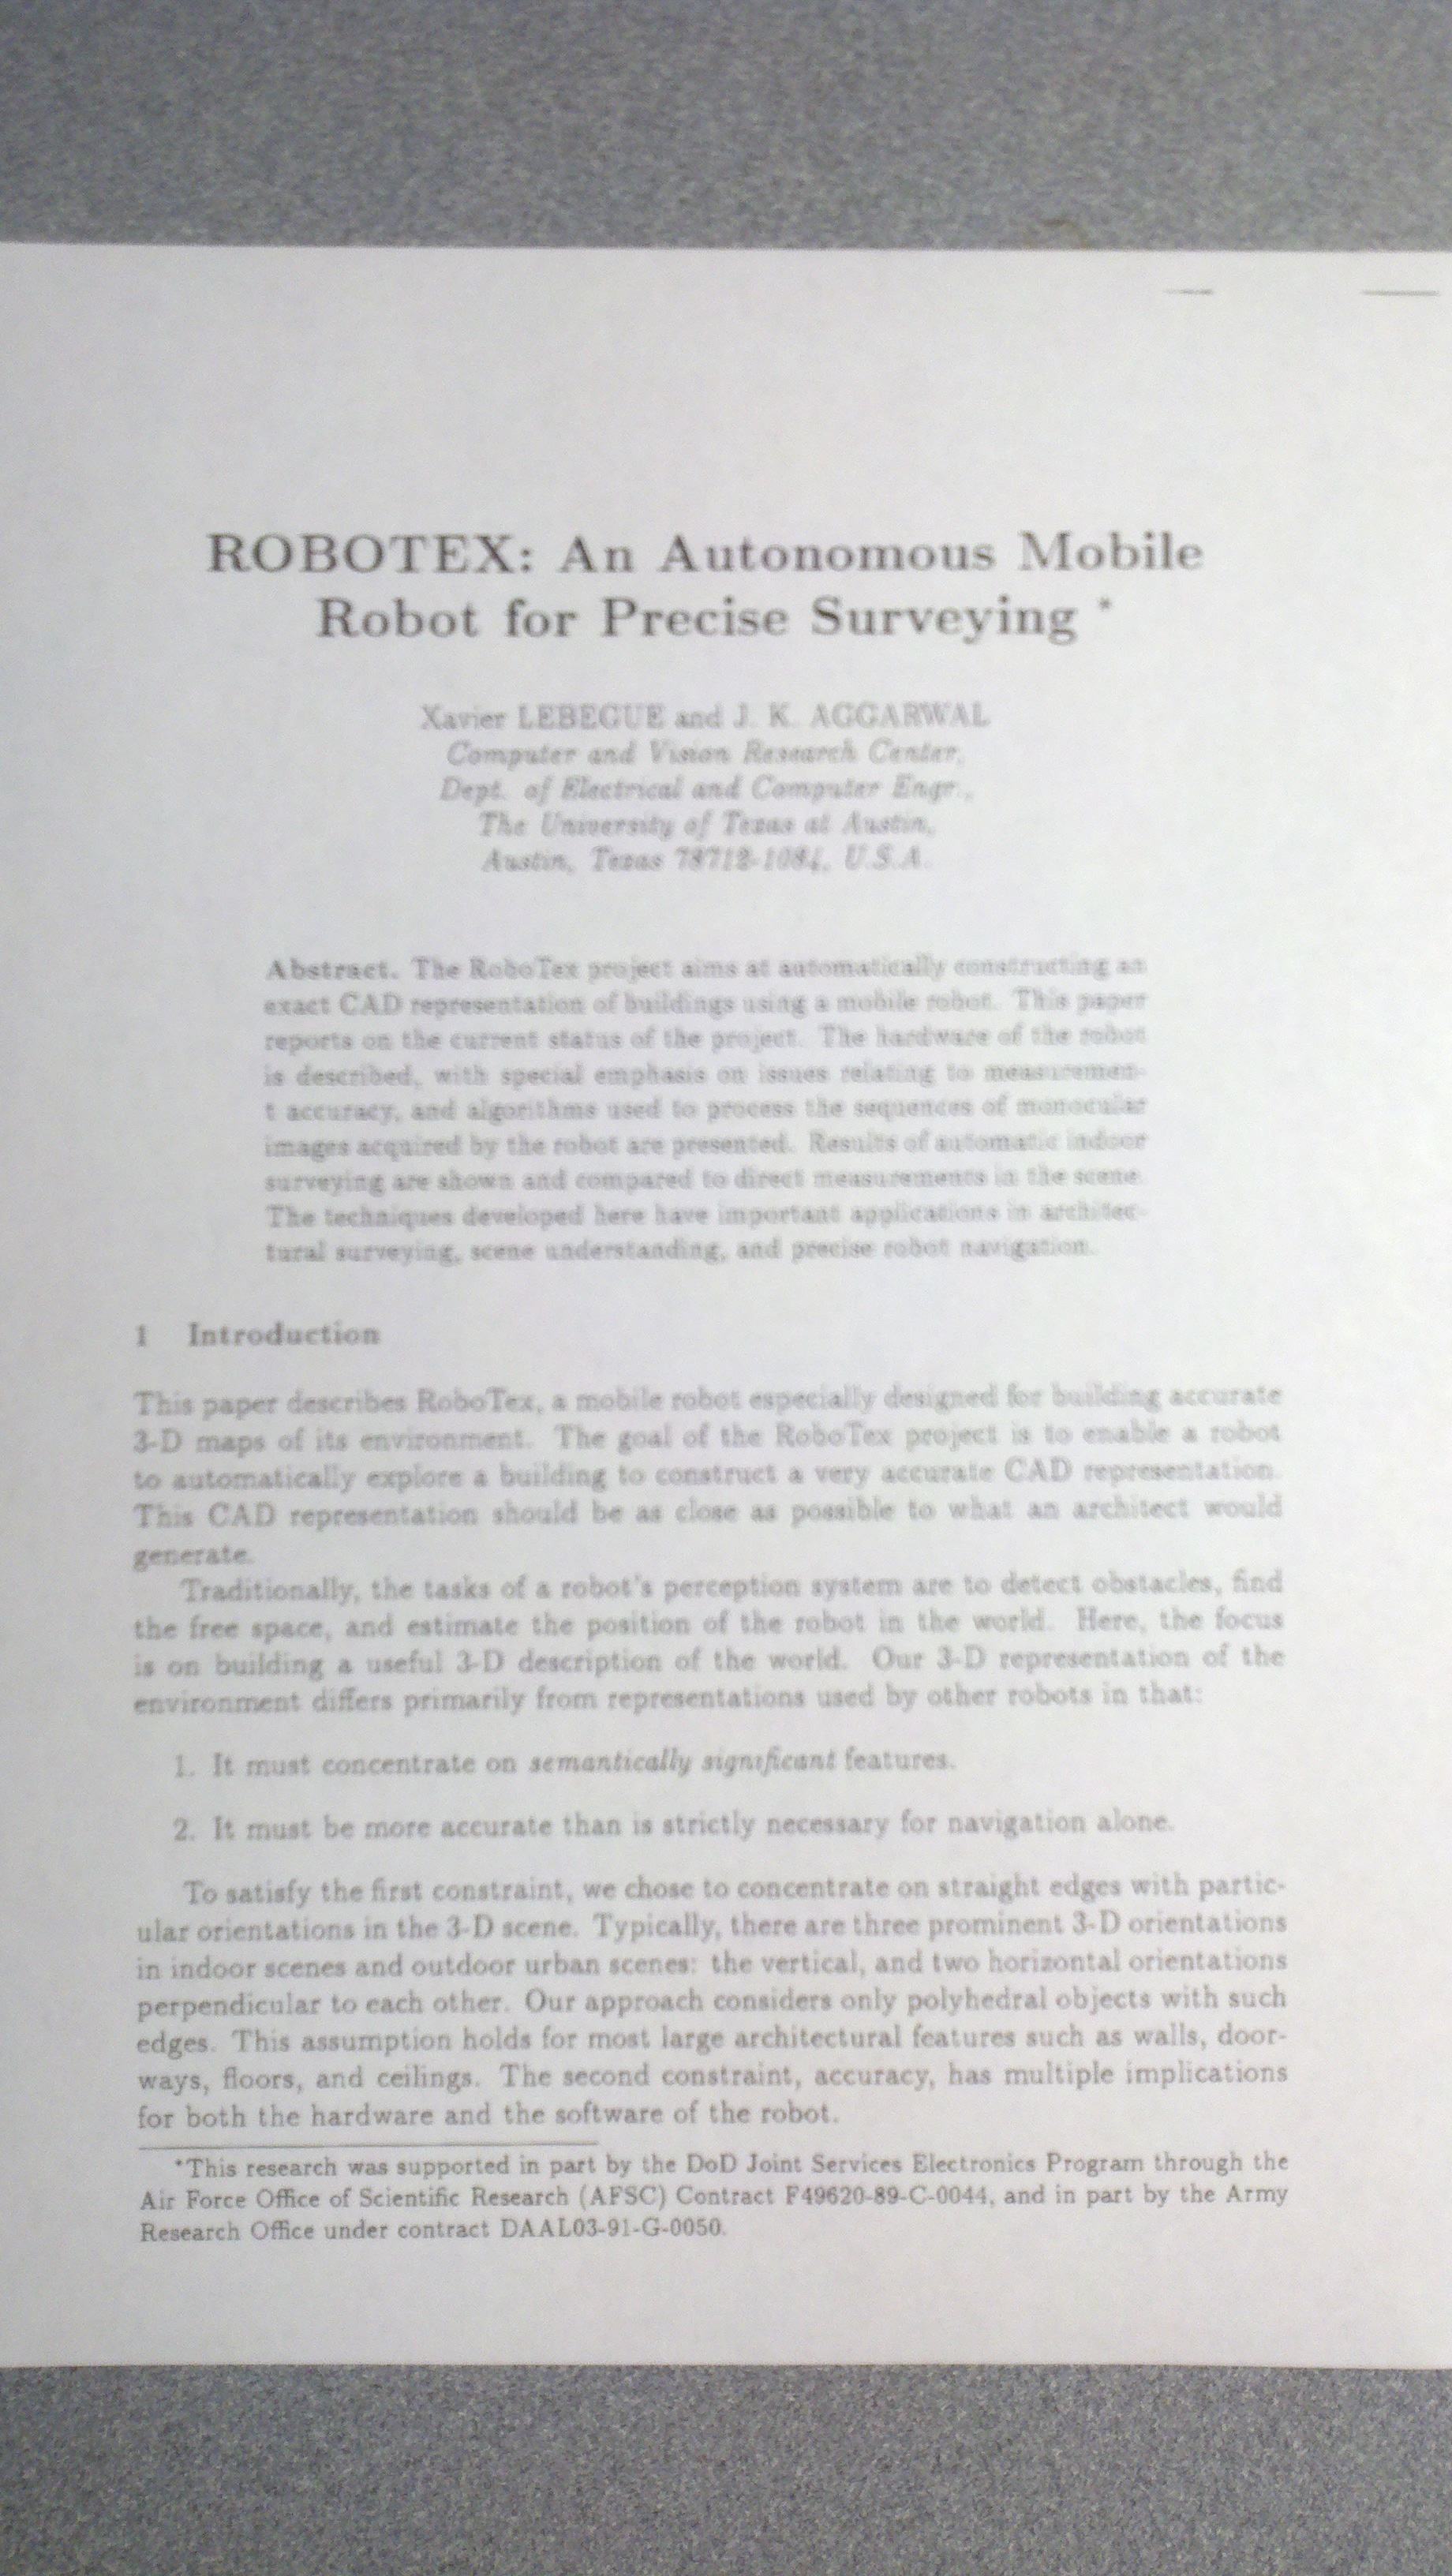 ROBOTEX: An Autonomous Mobile
Robot for Precise Surveying *
Xavier LEBEGUE and J. K. AGGARWAL
Computer and Vision Research Center,
Dept. of Electrical and Computer Engr.,
The University of Texas at Austin,
Austin, Texas 78712-1084, U.S.A.
Abstract. The RoboTex project aims at automatically constructing an
exact CAD representation of buildings using a mobile robot. This paper
reports on the current status of the project. The hardware of the robot
is described, with special emphasis on issues relating to measuremen-
t accuracy, and algorithms used to process the sequences of monocular
images acquired by the robot are presented. Results of automatic indoor
surveying are shown and compared to direct measurements in the scene.
The techniques developed here have important applications in architec-
tural surveying, scene understanding, and precise robot navigation.
1 Introduction
This paper describes RoboTex, a mobile robot especially designed for building accurate
3-D maps of its environment. The goal of the RoboTex project is to enable a robot
to automatically explore a building to construct a very accurate CAD representation.
This CAD representation should be as close as possible to what an architect would
generate.
Traditionally, the tasks of a robot's perception system are to detect obstacles, find
the free space, and estimate the position of the robot in the world. Here, the focus
is on building a useful 3-D description of the world. Our 3-D representation of the
environment differs primarily from representations used by other robots in that:
1. It must concentrate on semantically significant features.
2. It must be more accurate than is strictly necessary for navigation alone.
To satisfy the first constraint, we chose to concentrate on straight edges with partic-
ular orientations in the 3-D scene. Typically, there are three prominent 3-D orientations
in indoor scenes and outdoor urban scenes: the vertical, and two horizontal orientations
perpendicular to each other. Our approach considers only polyhedral objects with such
edges. This assumption holds for most large architectural features such as walls, door-
ways, floors, and ceilings. The second constraint, accuracy, has multiple implications
for both the hardware and the software of the robot.
*This research was supported in part by the DoD Joint Services Electronics Program through the
Air Force Office of Scientific Research (AFSC) Contract F49620-89-C-0044, and in part by the Army
Research Office under contract DAAL03-91-G-0050.